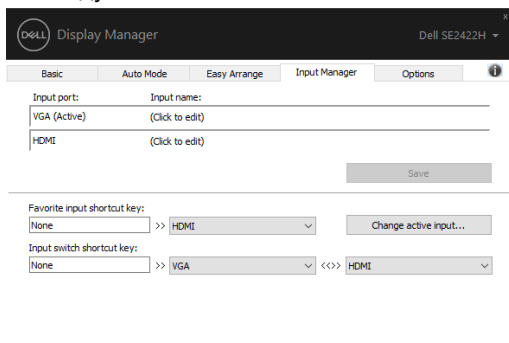 DELL Display Manager Dell SE2422H
x
Basic Auto Mode Easy Arrange Input Manager Options i
Input port: Input name:
VGA (Active) (Click to edit)
HDMI (Click to edit)
Save
Favorite input shortcut key:
None >> HDMI Change active input...
Input switch shortcut key:
None >> VGA <<>> HDMI